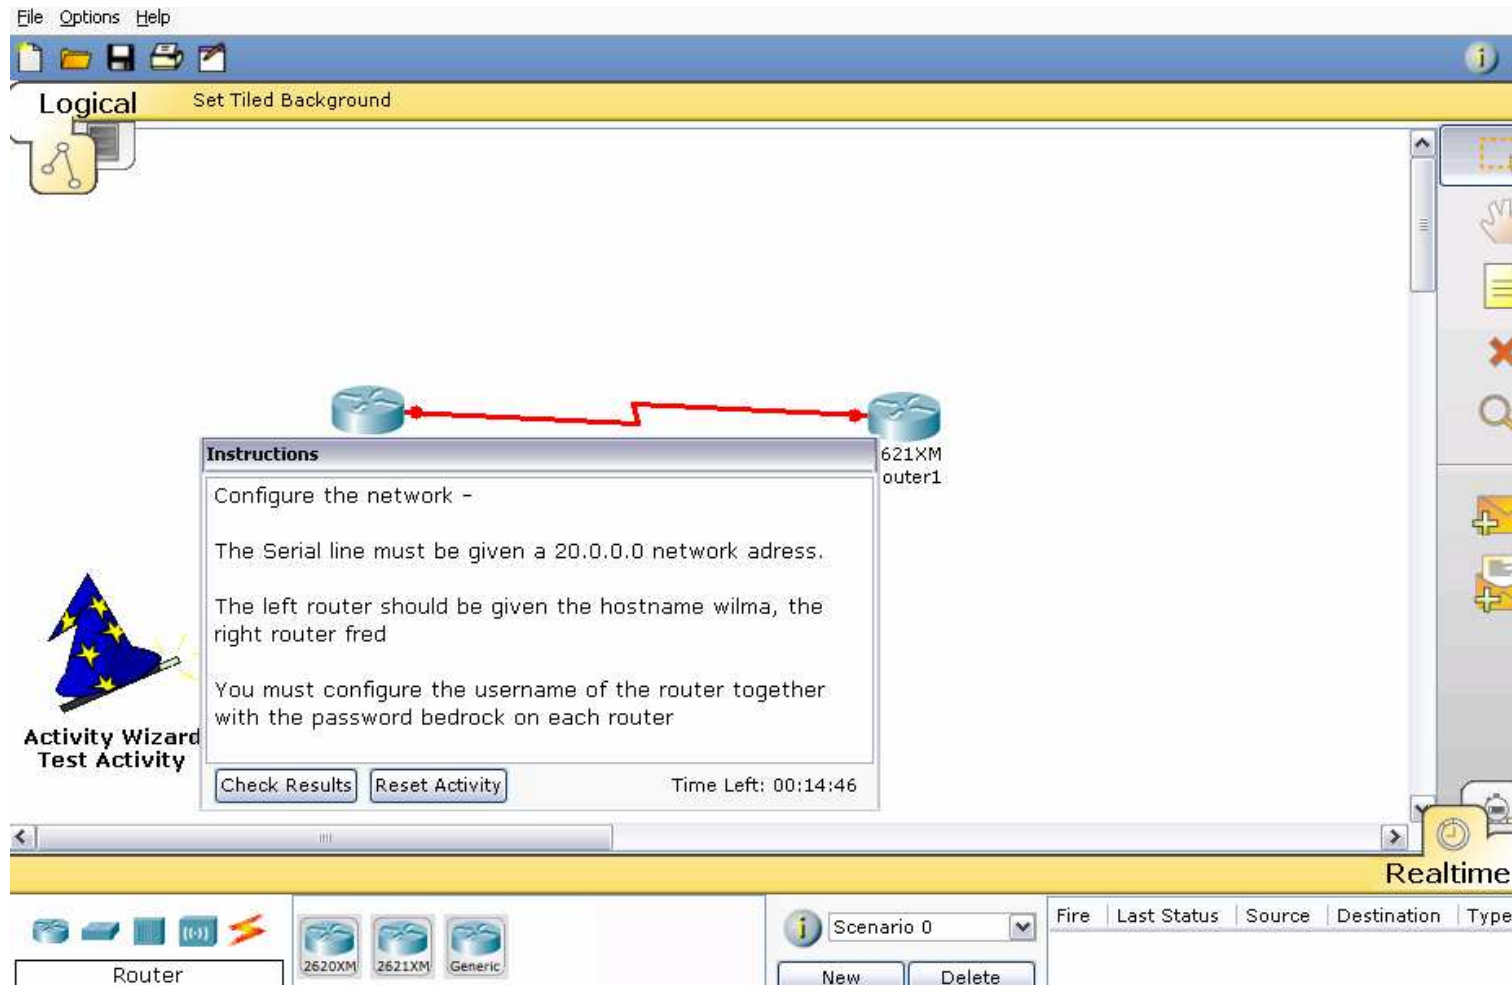 File Options Help
Logical Set Tiled Background
621XM
outer1
Instructions
Configure the network -
The Serial line must be given a 20.0.0.0 network adress.
The left router should be given the hostname wilma, the
right router fred
You must configure the username of the router together
with the password bedrock on each router
Check Results Reset Activity Time Left: 00:14:46
Activity Wizard
Test Activity
Realtime
Scenario 0
Fire Last Status Source Destination Type
2620XM 2621XM Generic
Router
New Delete